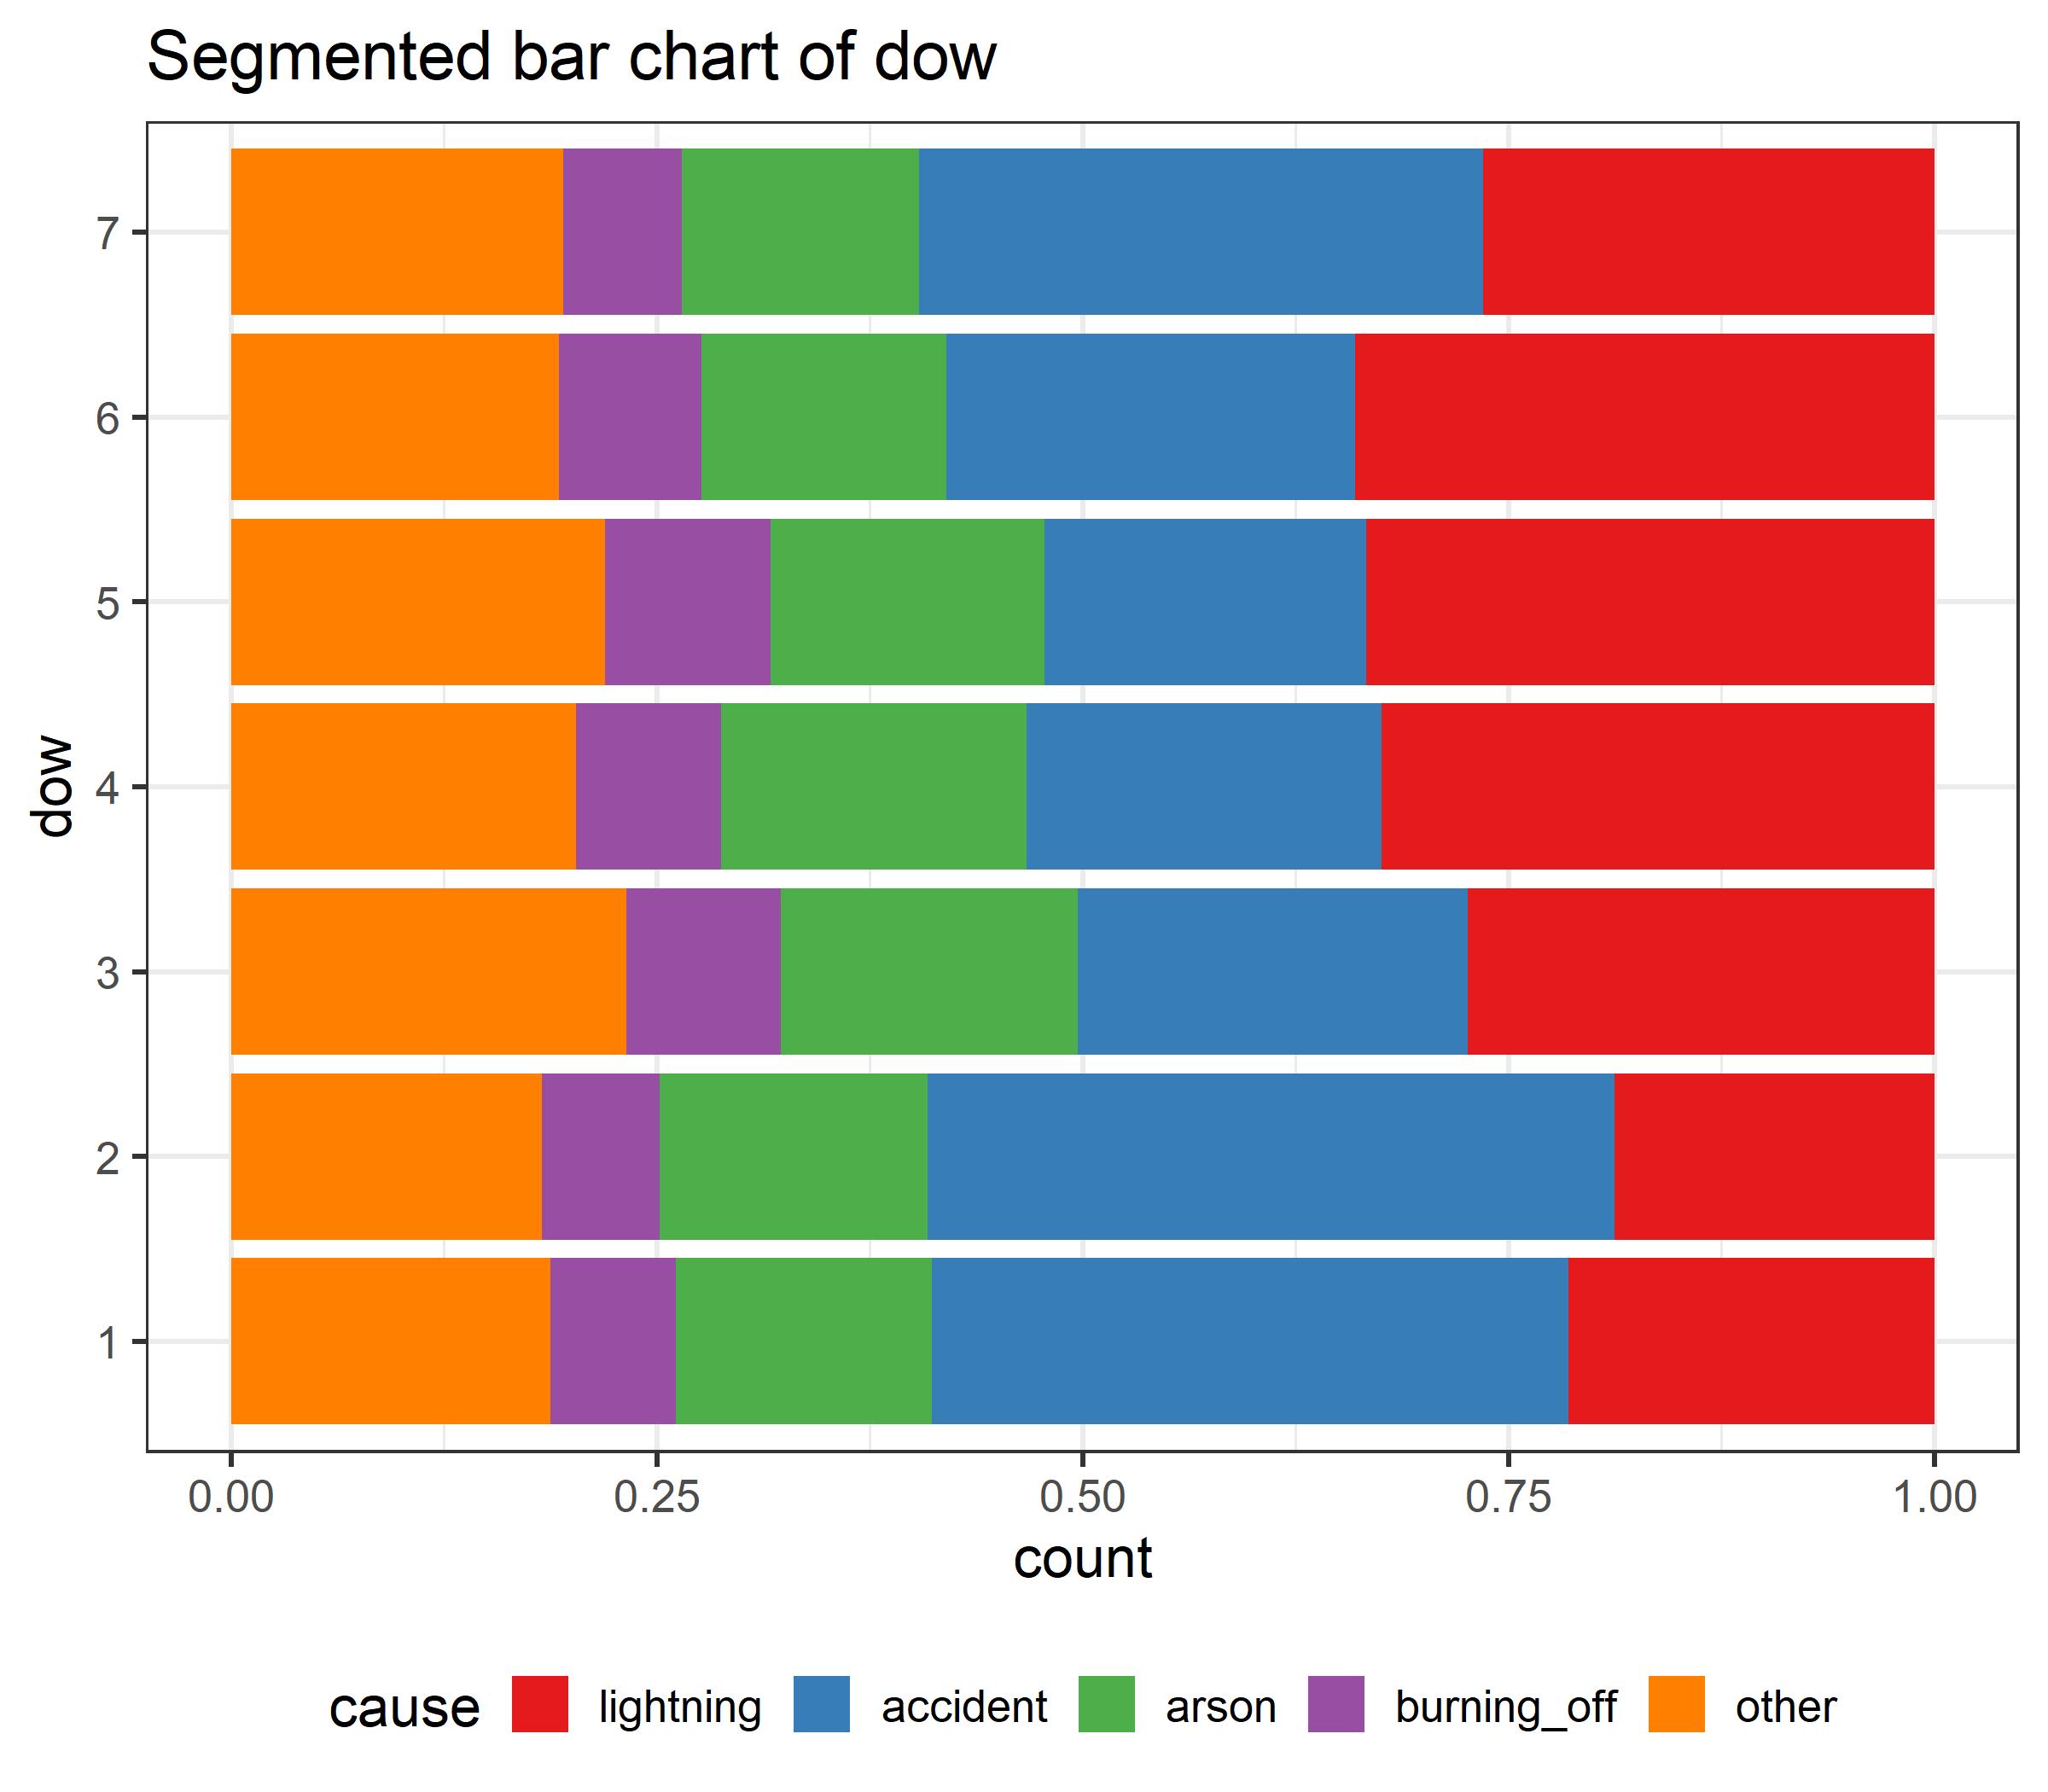 Segmented bar chart of dow
7
6
5
4
3
2
1
dow
0.00 0.25 0.50 0.75 1.00
count
cause lightning accident arson burning_off other